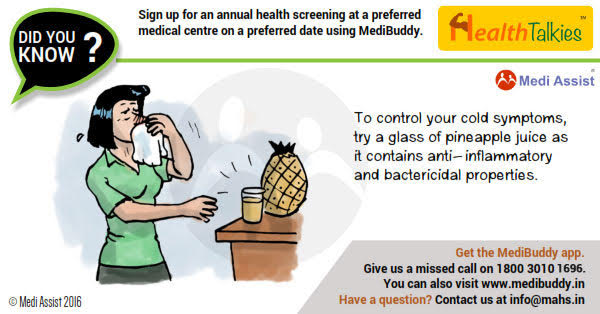 DID YOU
KNOW ?
Sign up for an annual health screening at a preferred
medical centre on a preferred date using MediBuddy.
HealthTalkies™
Medi Assist®
To control your cold symptoms,
try a glass of pineapple juice as
it contains anti-inflammatory
and bactericidal properties.
Get the MediBuddy app.
Give us a missed call on 1800 3010 1696.
You can also visit www.medibuddy.in
Have a question? Contact us at info@mahs.in
© Medi Assist 2016